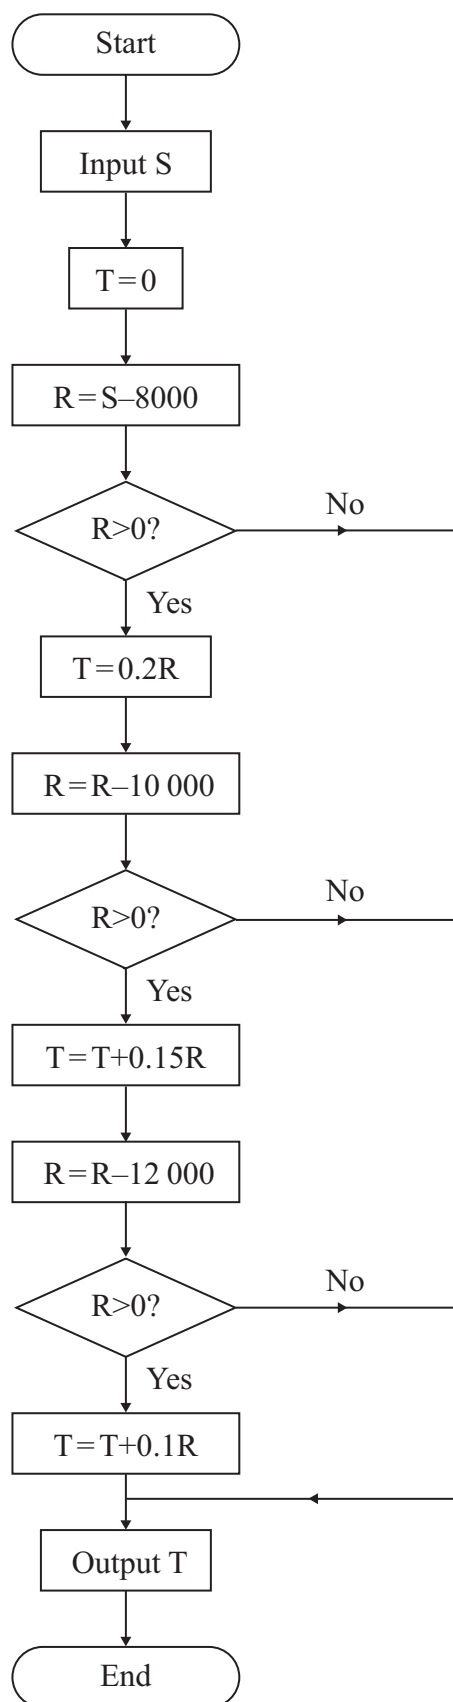 Start
Input S
T = 0
R = S–8000
R>0?
No
Yes
T = 0.2R
R = R–10 000
R>0?
No
Yes
T = T+0.15R
R = R–12 000
R>0?
No
Yes
T = T+0.1R
Output T
End